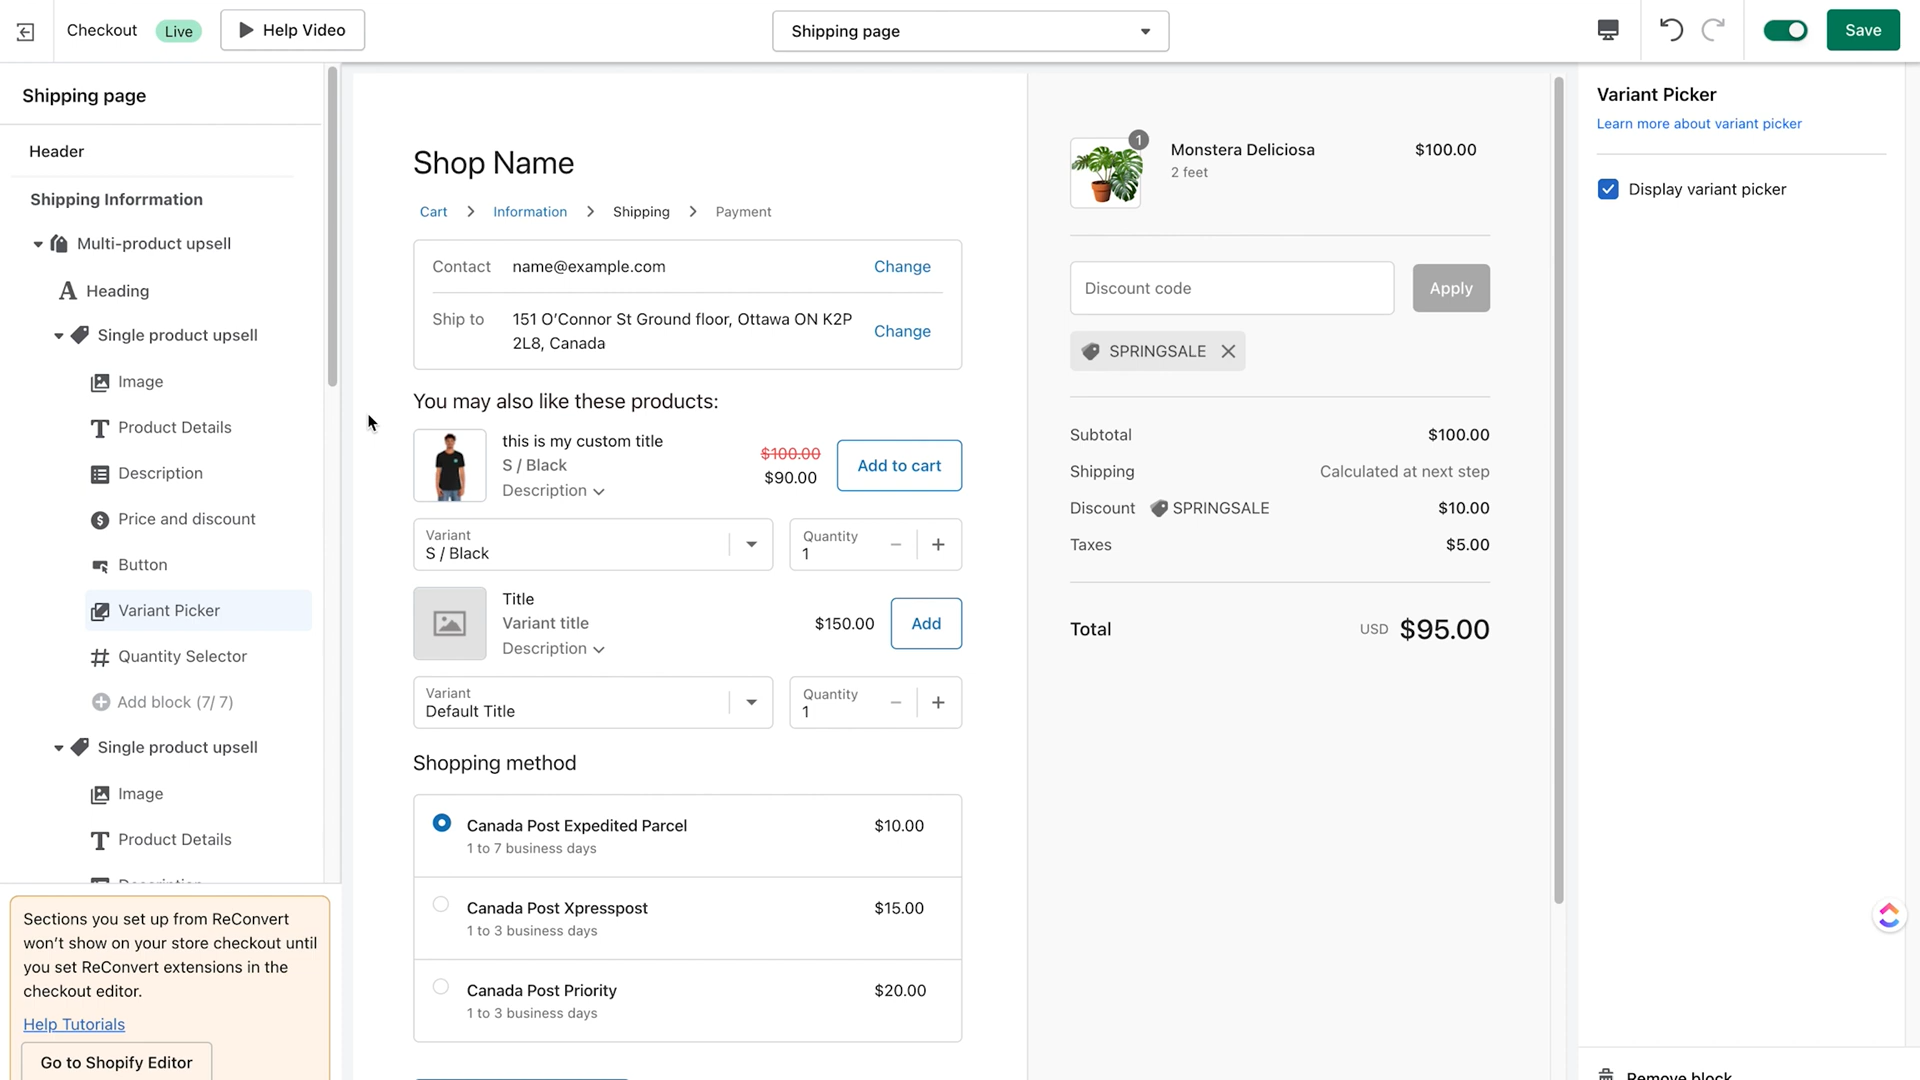 Checkout
Live
Help Video
Shipping page
Save
Shipping page
Header
Shipping Inforrmation
Multi-product upsell
Heading
Single product upsell
Image
Product Details
Description
Price and discount
Button
Variant Picker
Quantity Selector
Add block (7/ 7)
Single product upsell
Image
Product Details
Description
Sections you set up from ReConvert
won't show on your store checkout until
you set ReConvert extensions in the
checkout editor.
Help Tutorials
Go to Shopify Editor
Shop Name
Cart
Information
Shipping
Payment
Contact name@example.com Change
Ship to 151 O'Connor St Ground floor, Ottawa ON K2P
2L8, Canada
Change
You may also like these products:
this is my custom title
S / Black
Description
$100.00
$90.00
Add to cart
Variant
S / Black
Quantity
1
Title
Variant title
Description
$150.00
Add
Variant
Default Title
Quantity
1
Shopping method
Canada Post Expedited Parcel $10.00
1 to 7 business days
Canada Post Xpresspost $15.00
1 to 3 business days
Canada Post Priority $20.00
1 to 3 business days
1
Monstera Deliciosa $100.00
2 feet
Discount code
Apply
SPRINGSALE
Subtotal $100.00
Shipping Calculated at next step
Discount SPRINGSALE $10.00
Taxes $5.00
Total USD $95.00
Variant Picker
Learn more about variant picker
Display variant picker
Remove block